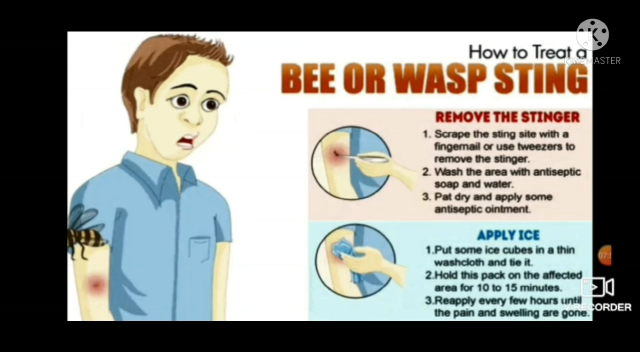 How to Treat a
BEE OR WASP STING
REMOVE THE STINGER
1. Scrape the sting site with a
fingernail or use tweezers to
remove the stinger.
2. Wash the area with antiseptic
soap and water.
3. Pat dry and apply some
antiseptic ointment.
APPLY ICE
1.Put some ice cubes in a thin
washcloth and tie it.
2.Hold this pack on the affected
area for 10 to 15 minutes.
3.Reapply every few hours until
the pain and swelling are gone.